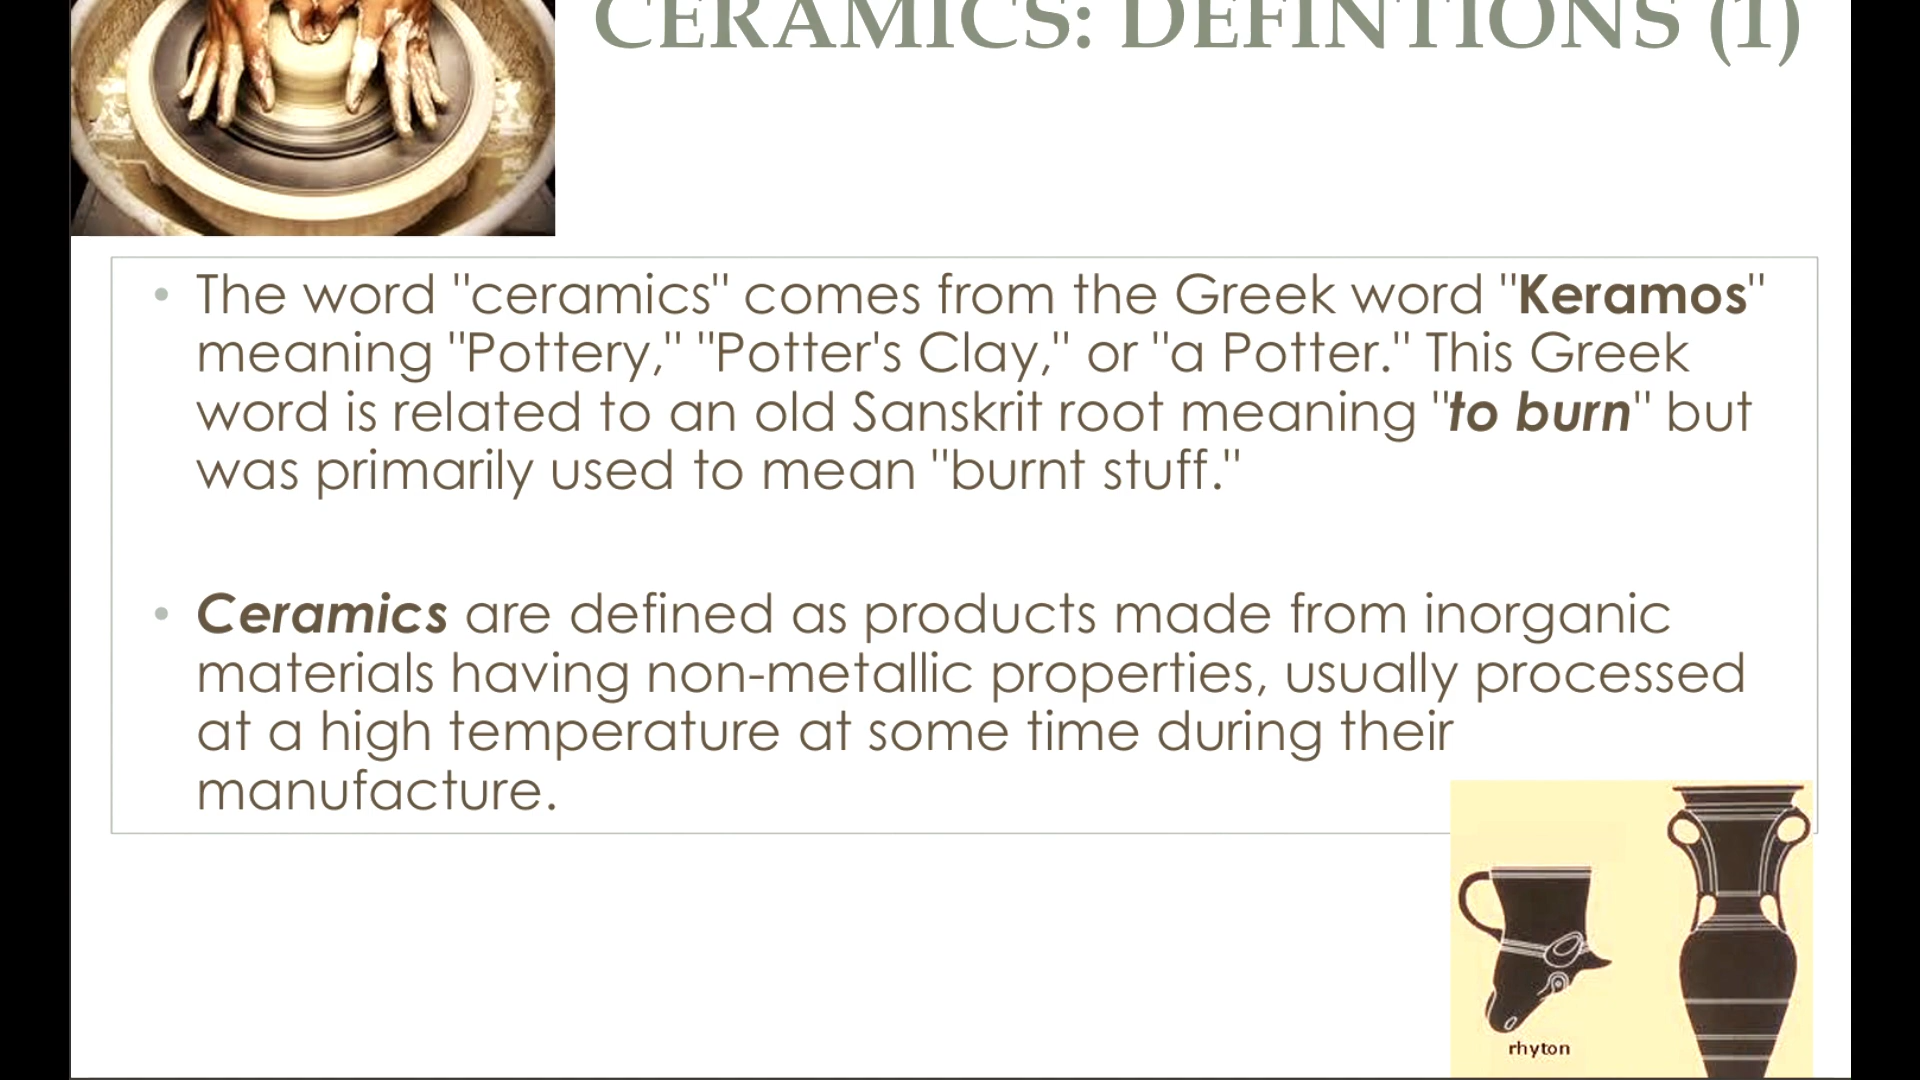 CERAMICS: DEFINTIONS (1)
• The word "ceramics" comes from the Greek word "Keramos"
meaning "Pottery," "Potter's Clay," or "a Potter." This Greek
word is related to an old Sanskrit root meaning "to burn" but
was primarily used to mean "burnt stuff."
• Ceramics are defined as products made from inorganic
materials having non-metallic properties, usually processed
at a high temperature at some time during their
manufacture.
rhyton